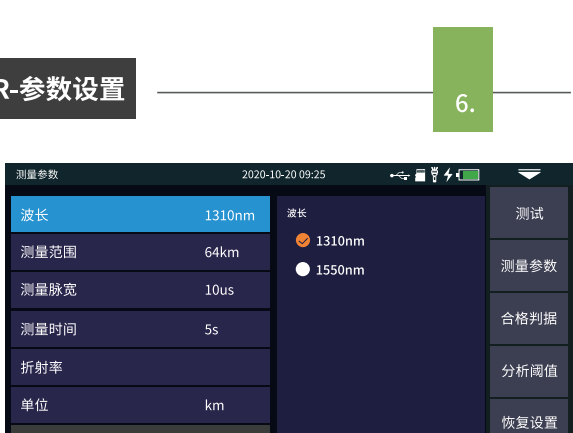 R-参数设置
6.
测量参数 2020-10-20 09:25
波长 1310nm
测量范围 64km
测量脉宽 10us
测量时间 5s
折射率
单位 km
波长
1310nm
1550nm
测试
测量参数
合格判据
分析阈值
恢复设置